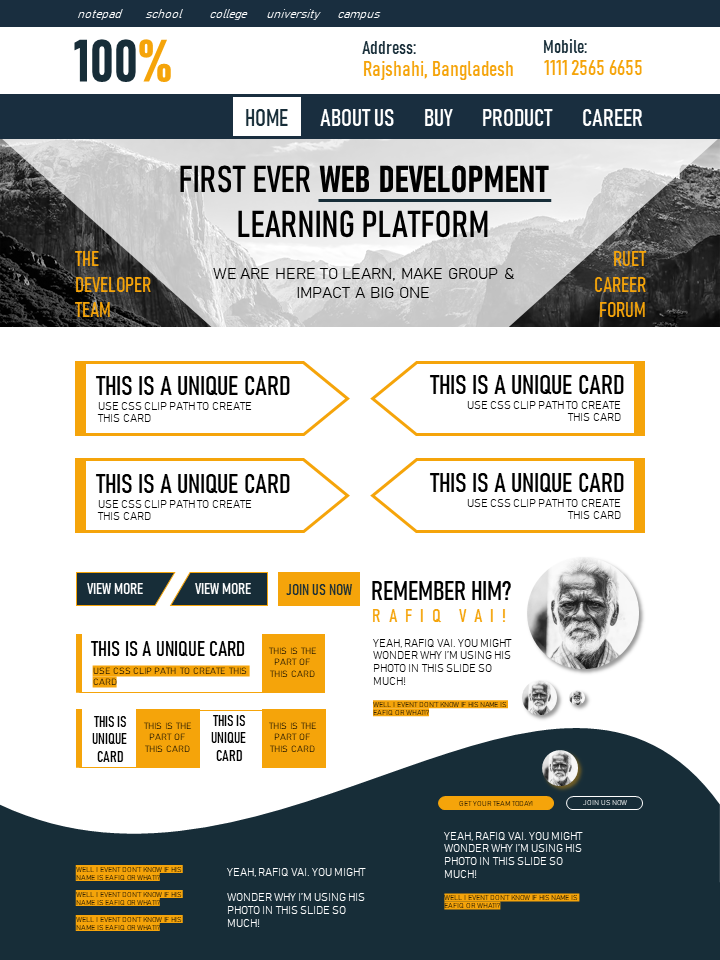 notepad school college university campus
100%
Address:
Rajshahi, Bangladesh
Mobile:
1111 2565 6655
HOME ABOUT US BUY PRODUCT CAREER
FIRST EVER WEB DEVELOPMENT
LEARNING PLATFORM
WE ARE HERE TO LEARN, MAKE GROUP &
IMPACT A BIG ONE
THE
DEVELOPER
TEAM
RUET
CAREER
FORUM
THIS IS A UNIQUE CARD
USE CSS CLIP PATH TO CREATE
THIS CARD
THIS IS A UNIQUE CARD
USE CSS CLIP PATH TO CREATE
THIS CARD
THIS IS A UNIQUE CARD
USE CSS CLIP PATH TO CREATE
THIS CARD
THIS IS A UNIQUE CARD
USE CSS CLIP PATH TO CREATE
THIS CARD
VIEW MORE
VIEW MORE
JOIN US NOW
THIS IS A UNIQUE CARD
USE CSS CLIP PATH TO CREATE THIS
CARD
THIS IS THE
PART OF
THIS CARD
THIS IS
UNIQUE
CARD
THIS IS THE
PART OF
THIS CARD
THIS IS
UNIQUE
CARD
THIS IS THE
PART OF
THIS CARD
REMEMBER HIM?
RAFIQ VAI!
YEAH, RAFIQ VAI. YOU MIGHT
WONDER WHY I'M USING HIS
PHOTO IN THIS SLIDE SO
MUCH!
WELL I EVENT DON'T KNOW IF HIS NAME IS
EAFIQ OR WHAT!?
GET YOUR TEAM TODAY!
JOIN US NOW
YEAH, RAFIQ VAI. YOU MIGHT
WONDER WHY I'M USING HIS
PHOTO IN THIS SLIDE SO
MUCH!
WELL I EVENT DON'T KNOW IF HIS NAME IS
EAFIQ OR WHAT!?
WELL I EVENT DON'T KNOW IF HIS
NAME IS EAFIQ OR WHAT!?
WELL I EVENT DON'T KNOW IF HIS
NAME IS EAFIQ OR WHAT!?
WELL I EVENT DON'T KNOW IF HIS
NAME IS EAFIQ OR WHAT!?
YEAH, RAFIQ VAI. YOU MIGHT
WONDER WHY I'M USING HIS
PHOTO IN THIS SLIDE SO
MUCH!